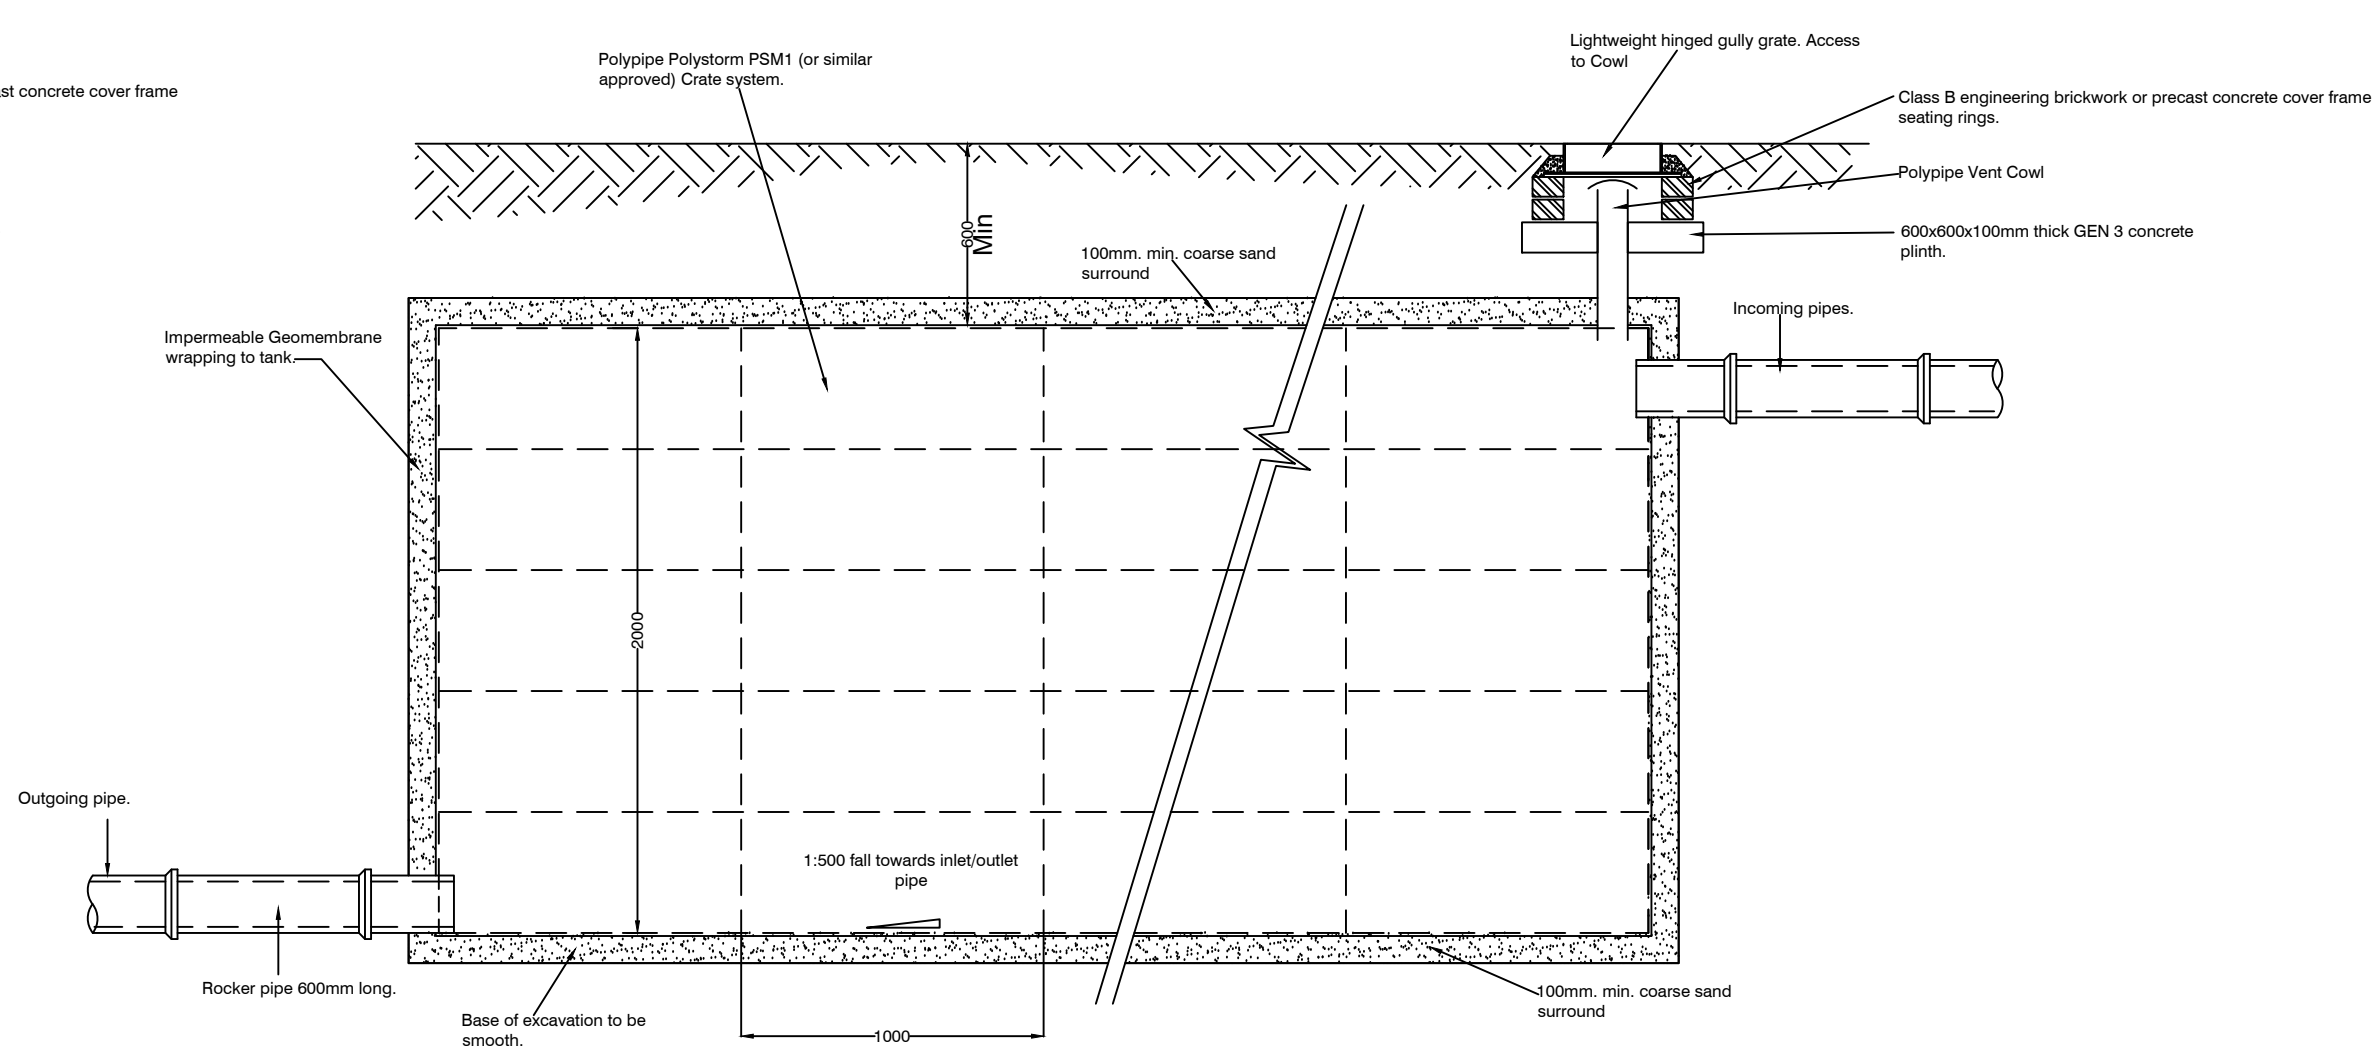 Lightweight hinged gully grate. Access
to Cowl
Polypipe Polystorm PSM1 (or similar
approved) Crate system.
st concrete cover frame
Class B engineering brickwork or precast concrete cover frame
seating rings.
Polypipe Vent Cowl
600
Min
600x600x100mm thick GEN 3 concrete
plinth.
100mm. min. coarse sand
surround
Incoming pipes.
Impermeable Geomembrane
wrapping to tank.
2000
Outgoing pipe.
1:500 fall towards inlet/outlet
pipe
Rocker pipe 600mm long.
100mm. min. coarse sand
surround
Base of excavation to be
smooth.
1000